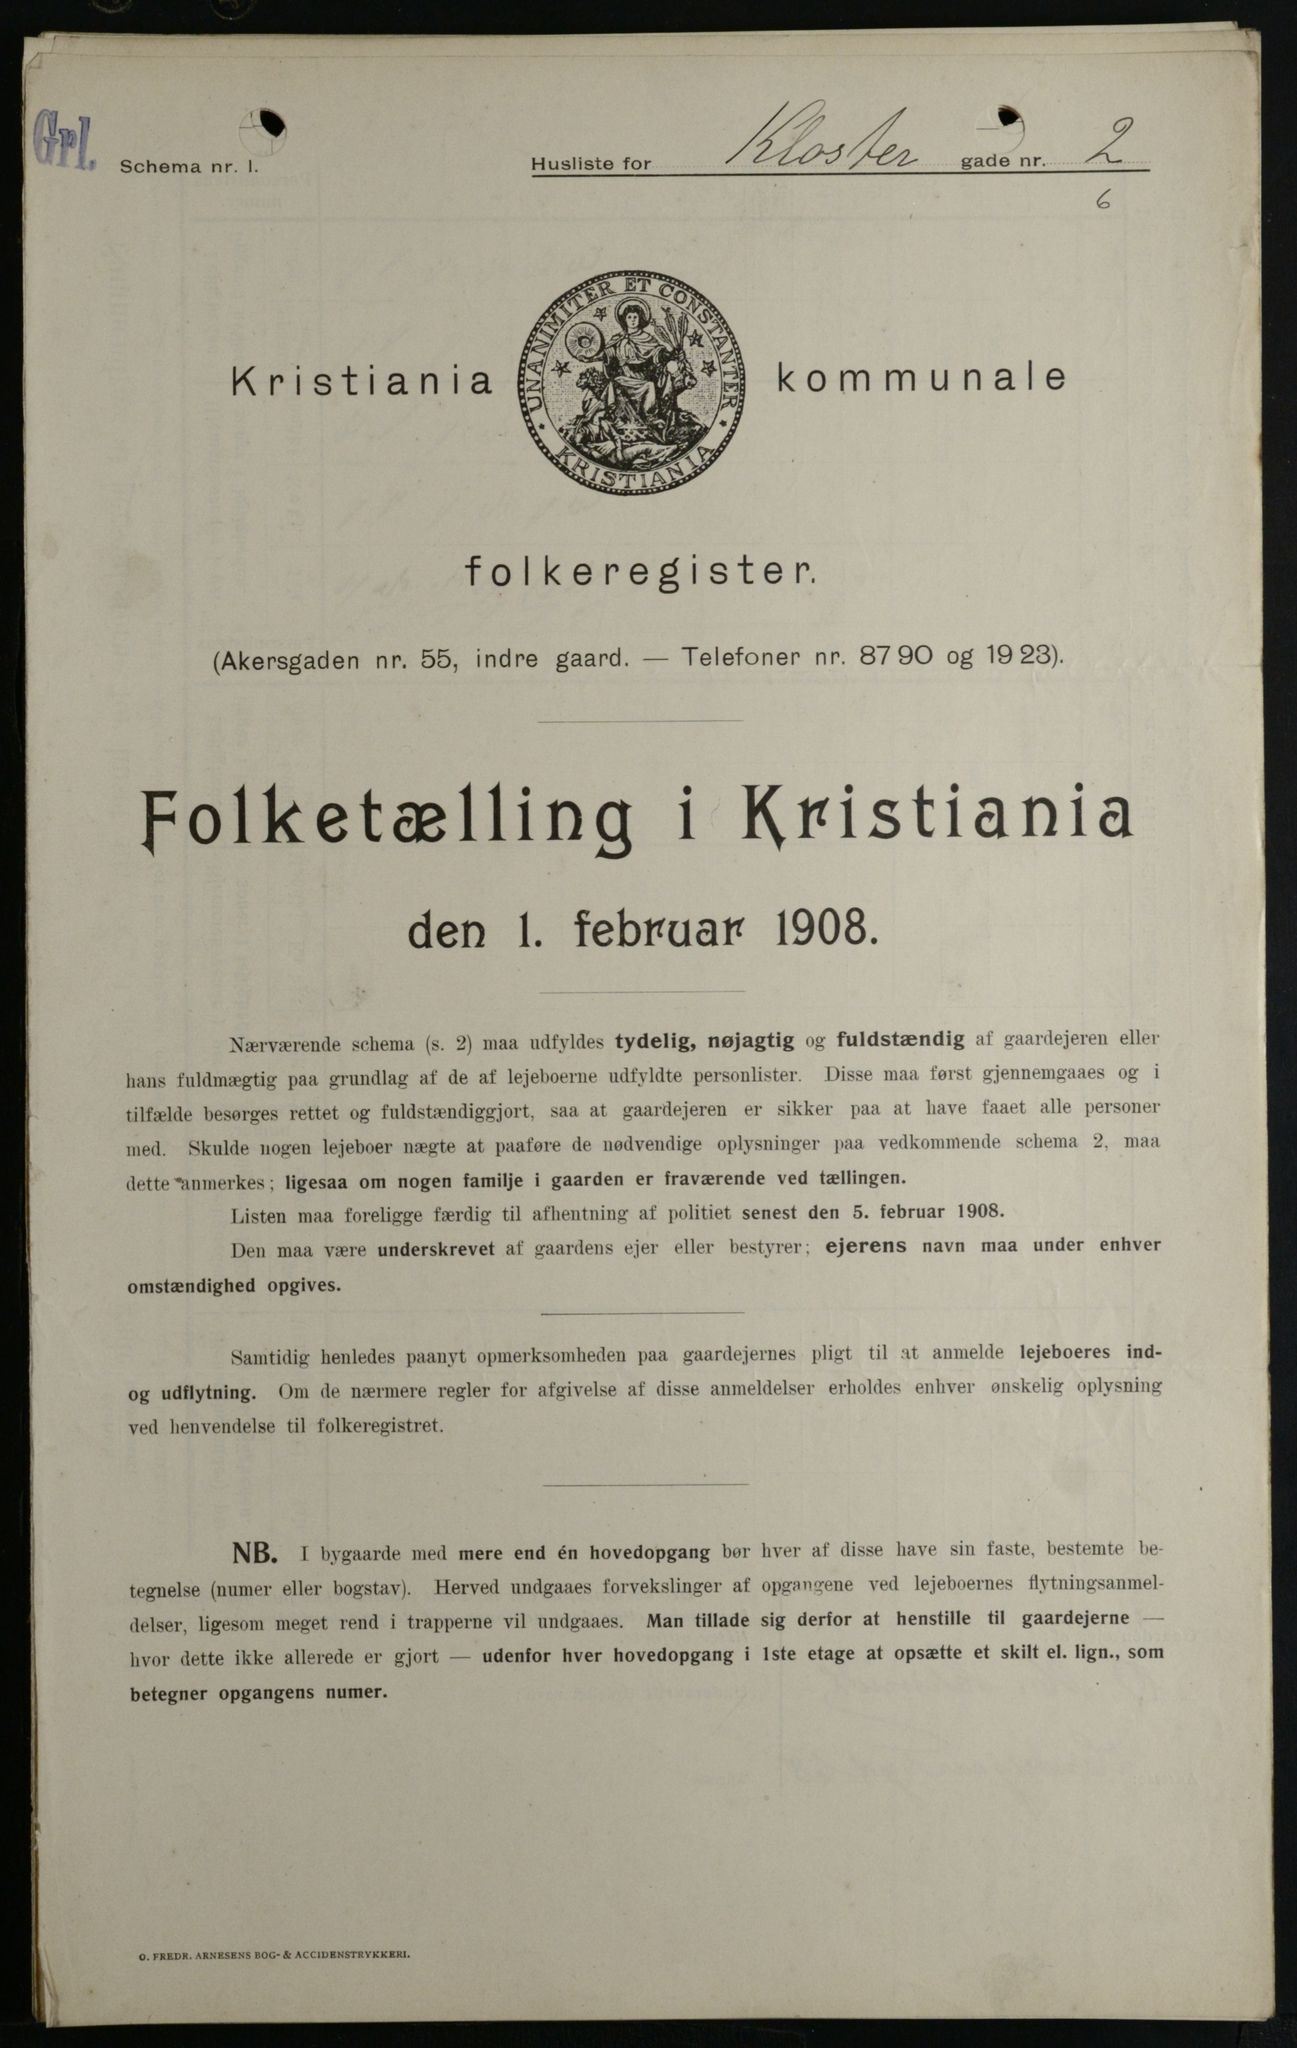 Grl.
Schema nr. 1.
Husliste for Kloster gade nr. 2
6
UNANIMITER ET CONSTANTER
KRISTIANIA
Kristiania kommunale
folkeregister.
(Akersgaden nr. 55, indre gaard. — Telefoner nr. 8790 og 1923).
Folketælling i Kristiania
den 1. februar 1908.
Nærværende schema (s. 2) maa udfyldes tydelig, nøjagtig og fuldstændig af gaardejeren eller
hans fuldmægtig paa grundlag af de af lejeboerne udfyldte personlister. Disse maa først gjennemgaaes og i
tilfælde besørges rettet og fuldstændiggjort, saa at gaardejeren er sikker paa at have faaet alle personer
med. Skulde nogen lejeboer nægte at paaføre de nødvendige oplysninger paa vedkommende schema 2, maa
dette anmerkes; ligesaa om nogen familje i gaarden er fraværende ved tællingen.
Listen maa foreligge færdig til afhentning af politiet senest den 5. februar 1908.
Den maa være underskrevet af gaardens ejer eller bestyrer; ejerens navn maa under enhver
omstændighed opgives.
Samtidig henledes paanyt opmerksomheden paa gaardejernes pligt til at anmelde lejeboeres ind-
og udflytning. Om de nærmere regler for afgivelse af disse anmeldelser erholdes enhver ønskelig oplysning
ved henvendelse til folkeregistret.
NB. I bygaarde med mere end én hovedopgang bør hver af disse have sin faste, bestemte be-
tegnelse (numer eller bogstav). Herved undgaaes forvekslinger af opgangene ved lejeboernes flytningsanmel-
delser, ligesom meget rend i trapperne vil undgaaes. Man tillade sig derfor at henstille til gaardejerne —
hvor dette ikke allerede er gjort — udenfor hver hovedopgang i 1ste etage at opsætte et skilt el. lign., som
betegner opgangens numer.
O. FREDR. ARNESENS BOG- & ACCIDENSTRYKKERI.